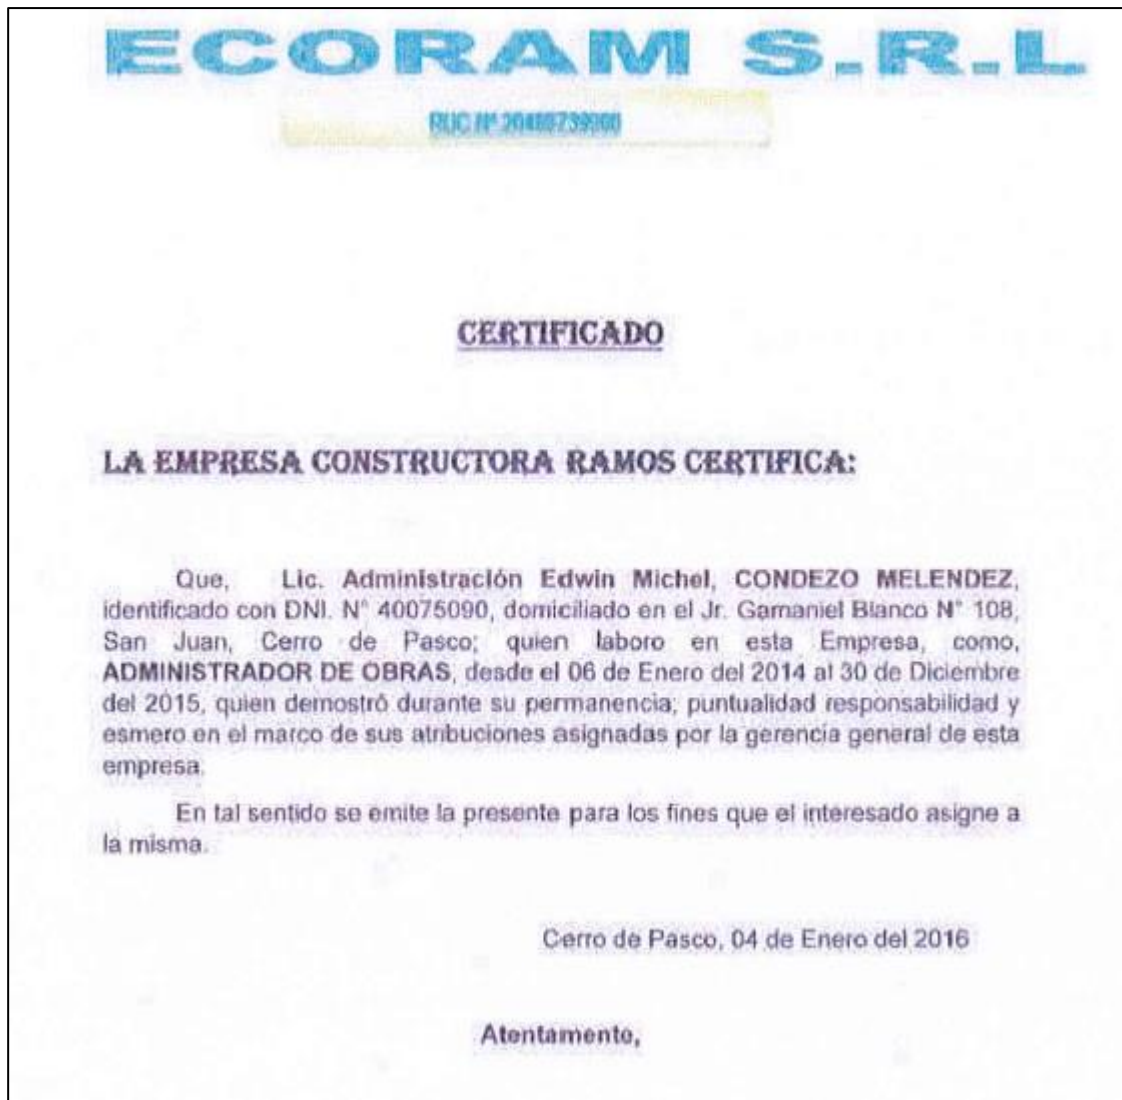 ECORAM S.R.L
RUC Nº
CERTIFICADO
LA EMPRESA CONSTRUCTORA RAMOS CERTIFICA:
Que, Lic. Administración Edwin Michel, CONDEZO MELENDEZ,
identificado con DNI. N° 40075090, domiciliado en el Jr. Gamaniel Blanco N° 108,
San Juan, Cerro de Pasco; quien laboro en esta Empresa, como,
ADMINISTRADOR DE OBRAS, desde el 06 de Enero del 2014 al 30 de Diciembre
del 2015, quien demostró durante su permanencia; puntualidad responsabilidad y
esmero en el marco de sus atribuciones asignadas por la gerencia general de esta
empresa.
En tal sentido se emite la presente para los fines que el interesado asigne a
la misma.
Cerro de Pasco, 04 de Enero del 2016
Atentamente,